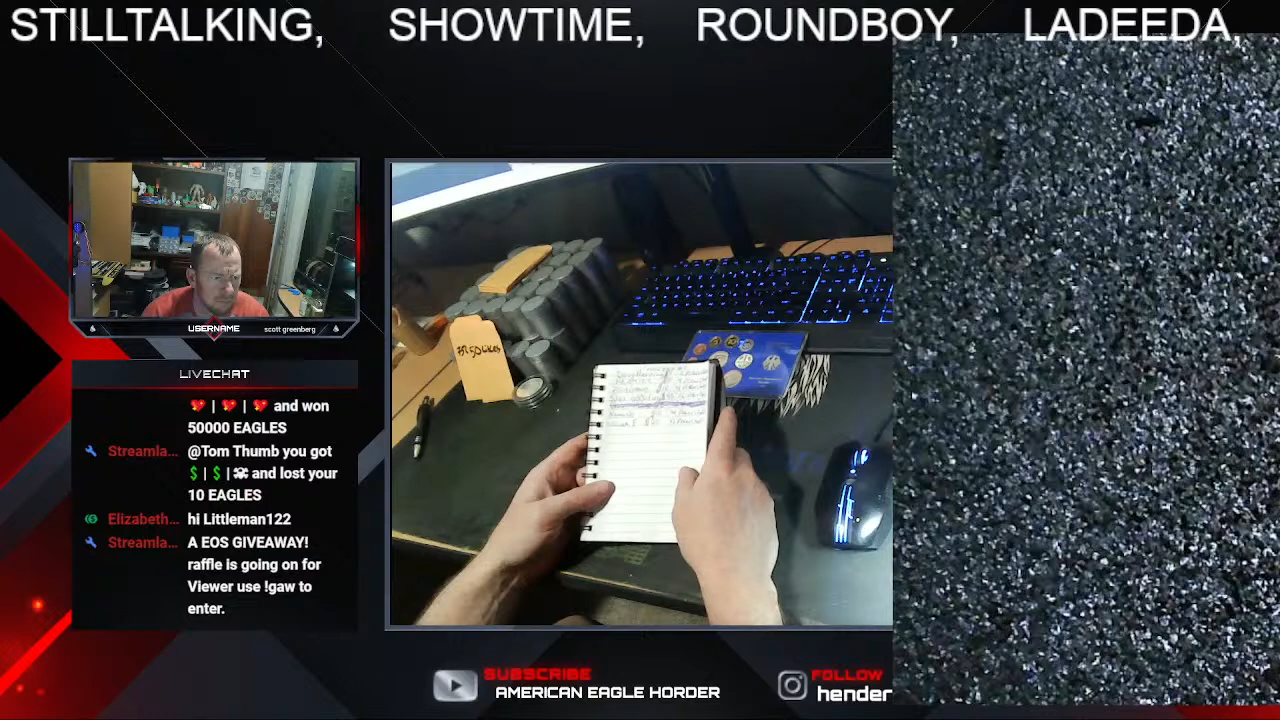 STILLTALKING, SHOWTIME, ROUNDBOY, LADEEDA,
USERNAME scott greenberg
LIVECHAT
💖 | 💖 | 💖 and won
50000 EAGLES
Streamla... @Tom Thumb you got
$ | $ | ☠ and lost your
10 EAGLES
Elizabeth... hi Littleman122
Streamla... A EOS GIVEAWAY!
raffle is going on for
Viewer use !gaw to
enter.
SUBSCRIBE
AMERICAN EAGLE HORDER
FOLLOW
hender